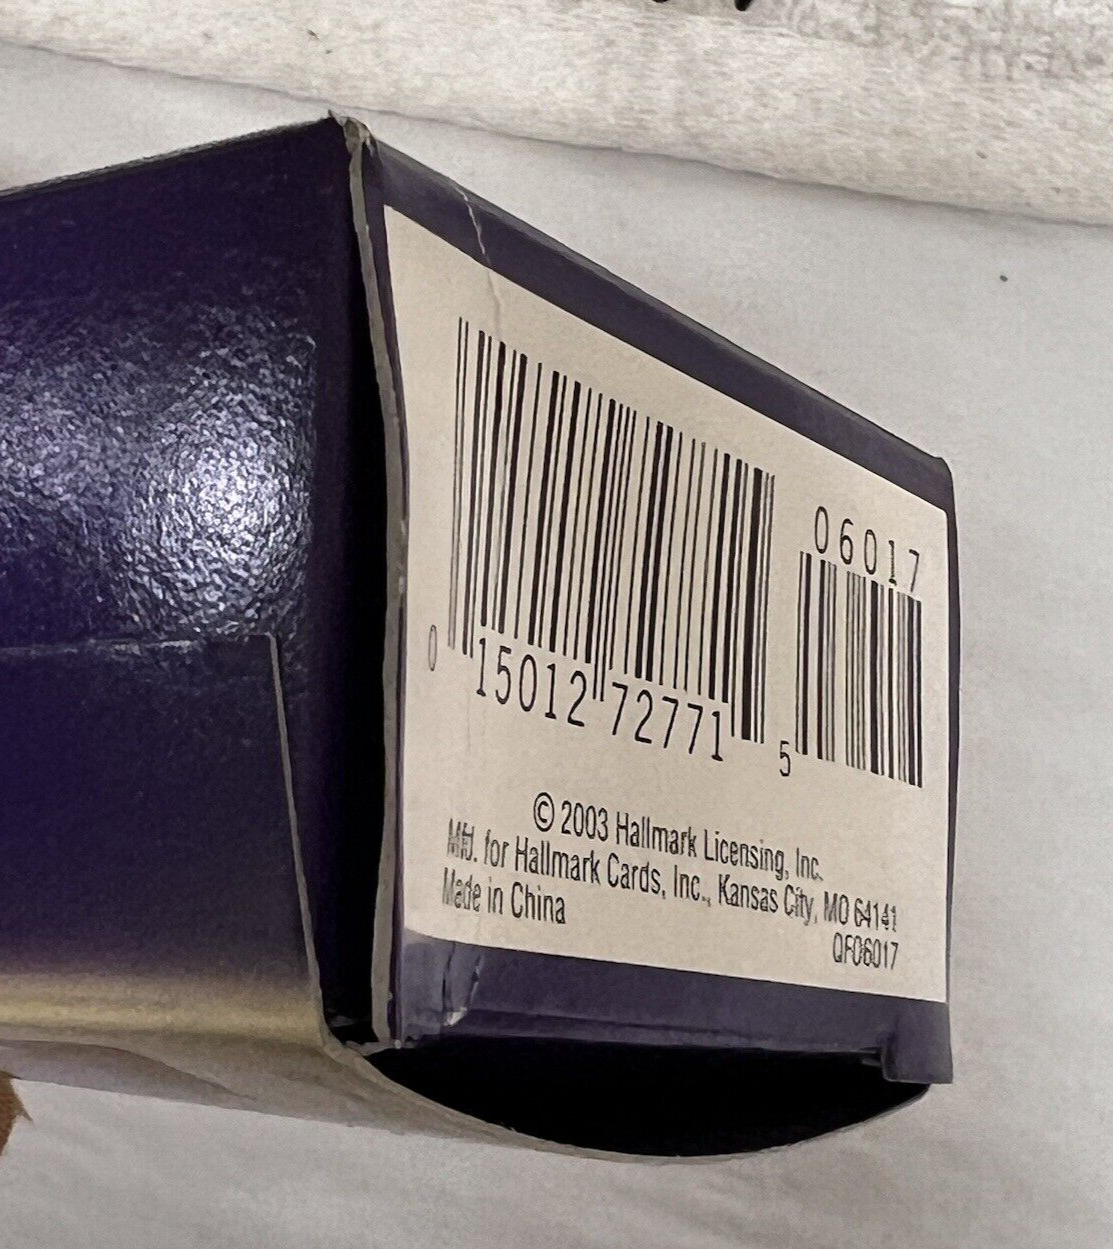 06017
0 15012 72771 5
© 2003 Hallmark Licensing, Inc.
Mfd. for Hallmark Cards, Inc., Kansas City, MO 64141
Made in China
QF06017